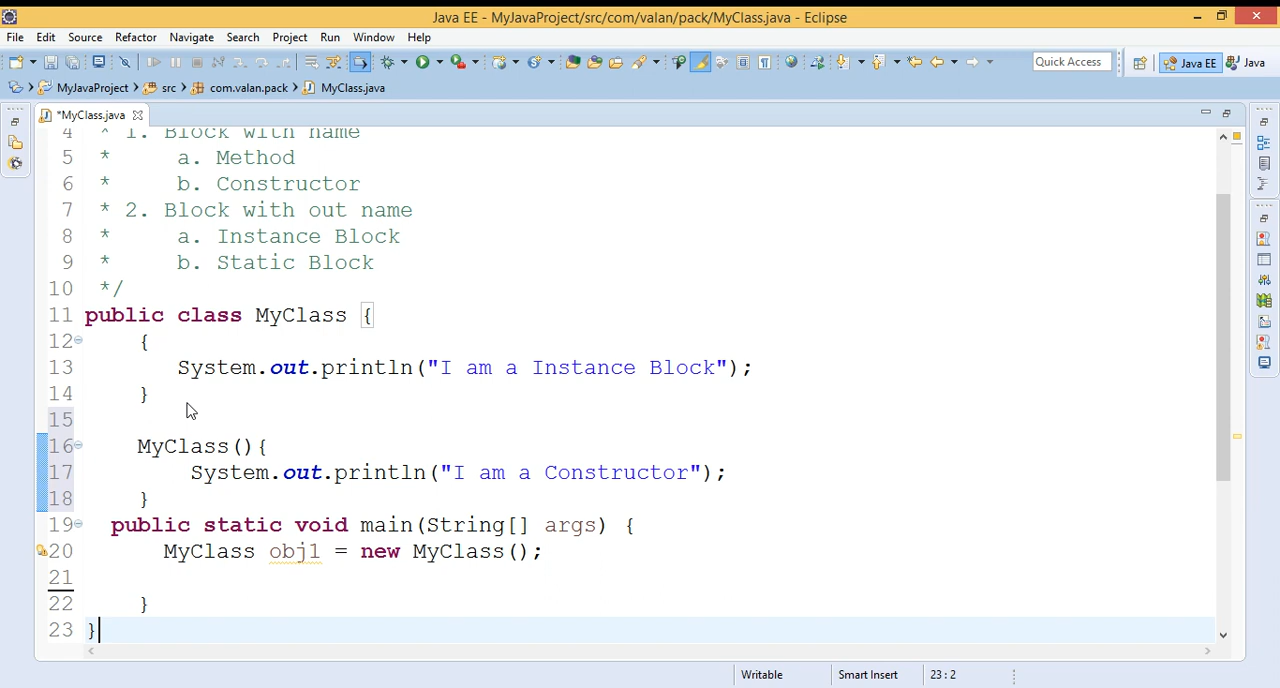 Java EE - MyJavaProject/src/com/valan/pack/MyClass.java - Eclipse
File Edit Source Refactor Navigate Search Project Run Window Help
Quick Access Java EE Java
MyJavaProject src com.valan.pack MyClass.java
*MyClass.java
4 * 1. Block with name
5 * a. Method
6 * b. Constructor
7 * 2. Block with out name
8 * a. Instance Block
9 * b. Static Block
10 */
11 public class MyClass {
12 {
13 System.out.println("I am a Instance Block");
14 }
15
16 MyClass(){
17 System.out.println("I am a Constructor");
18 }
19 public static void main(String[] args) {
20 MyClass obj1 = new MyClass();
21
22 }
23 }
Writable Smart Insert 23 : 2